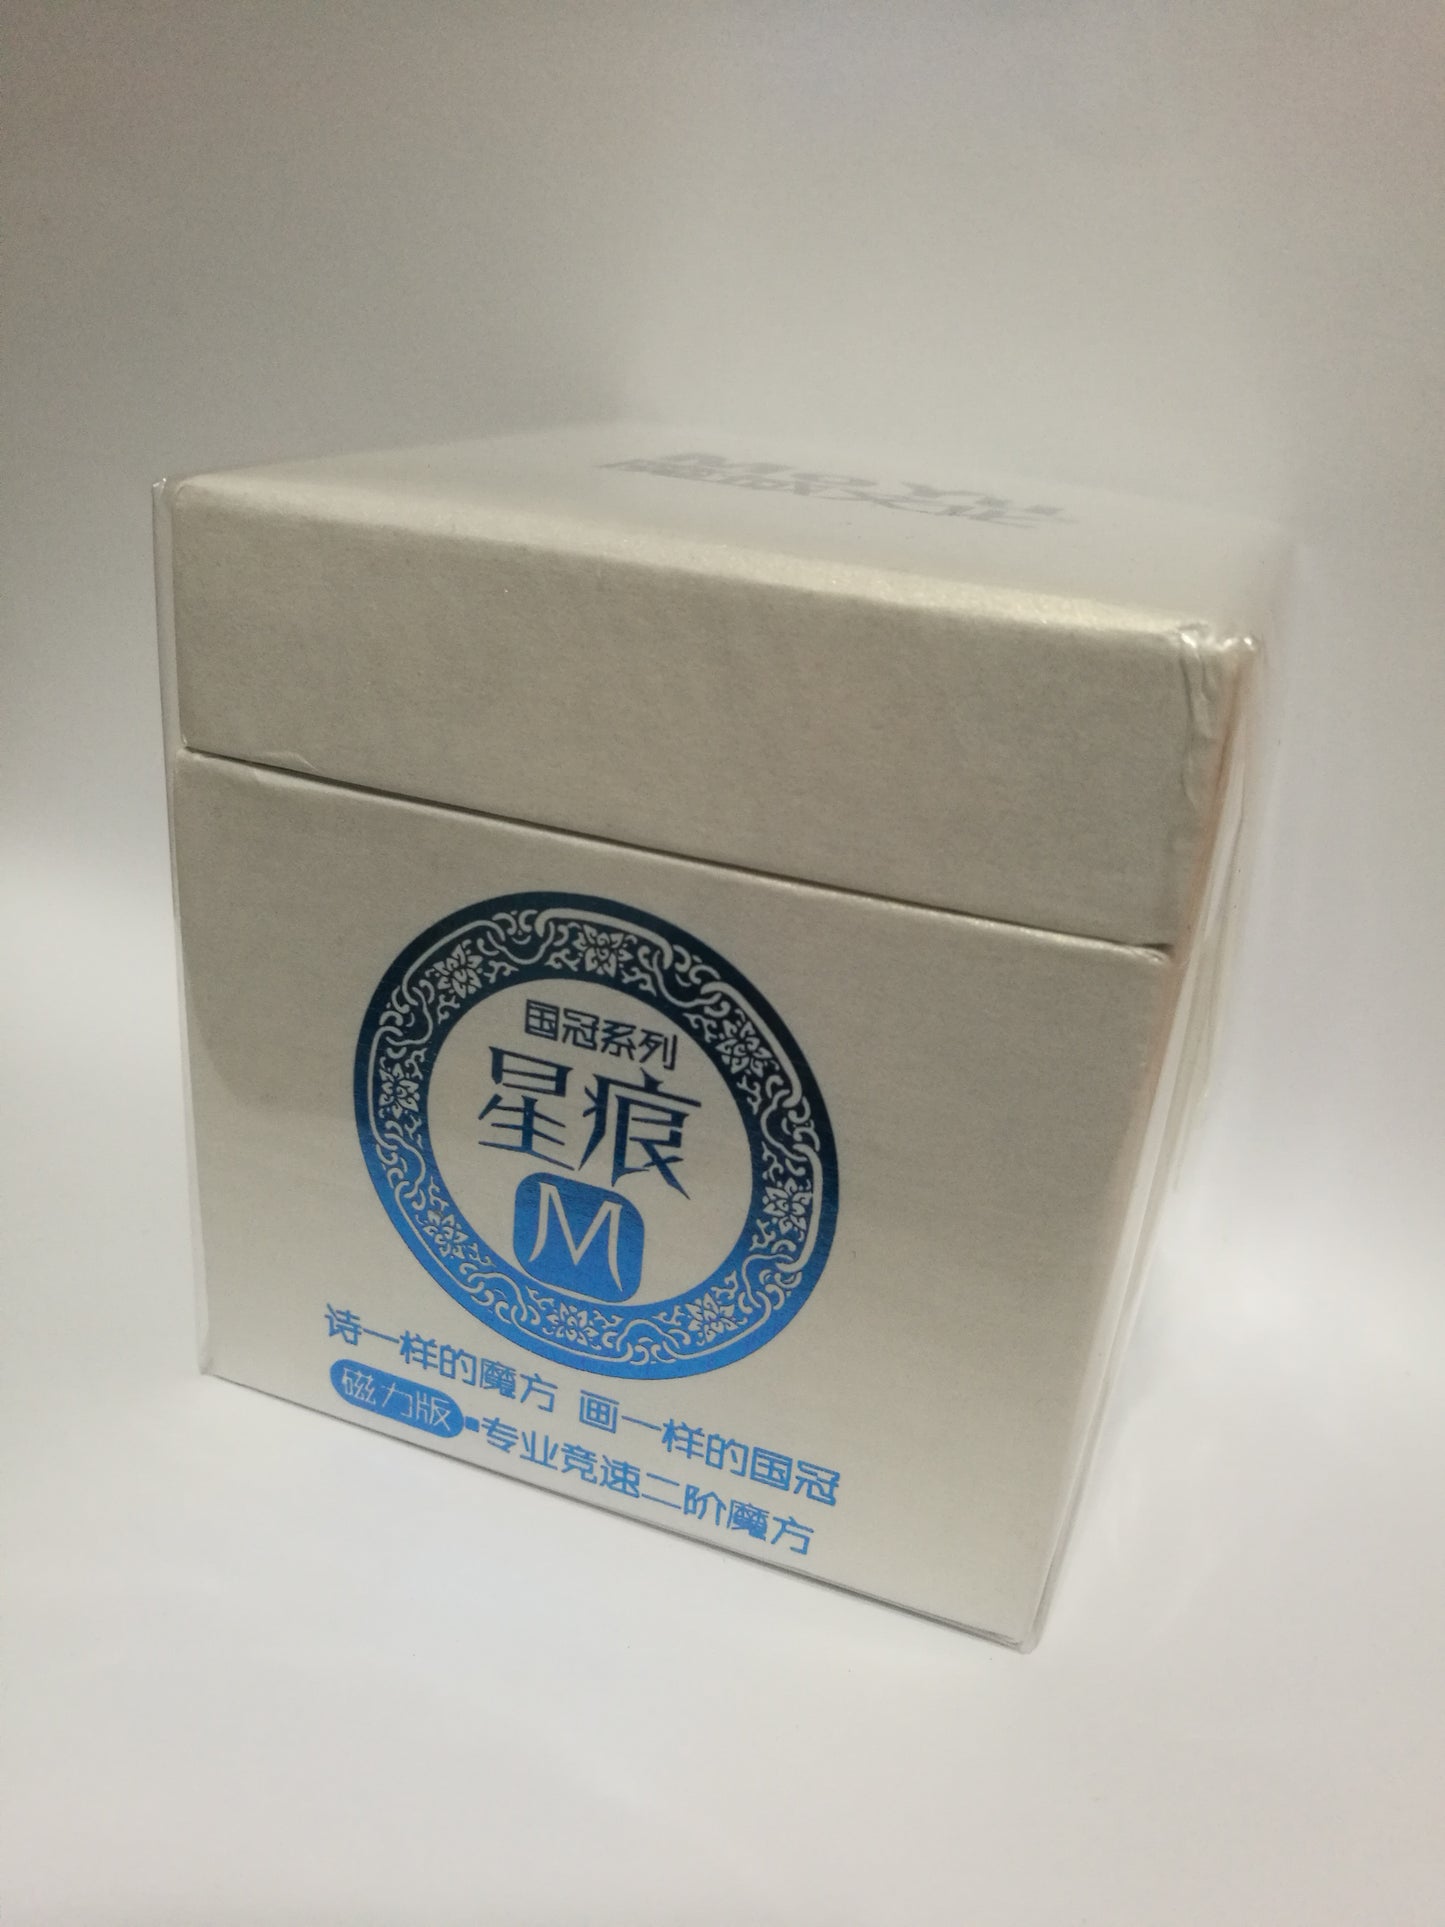 MOYU
国冠系列
星痕
M
诗一样的魔方 画一样的国冠
磁力版·专业竞速二阶魔方